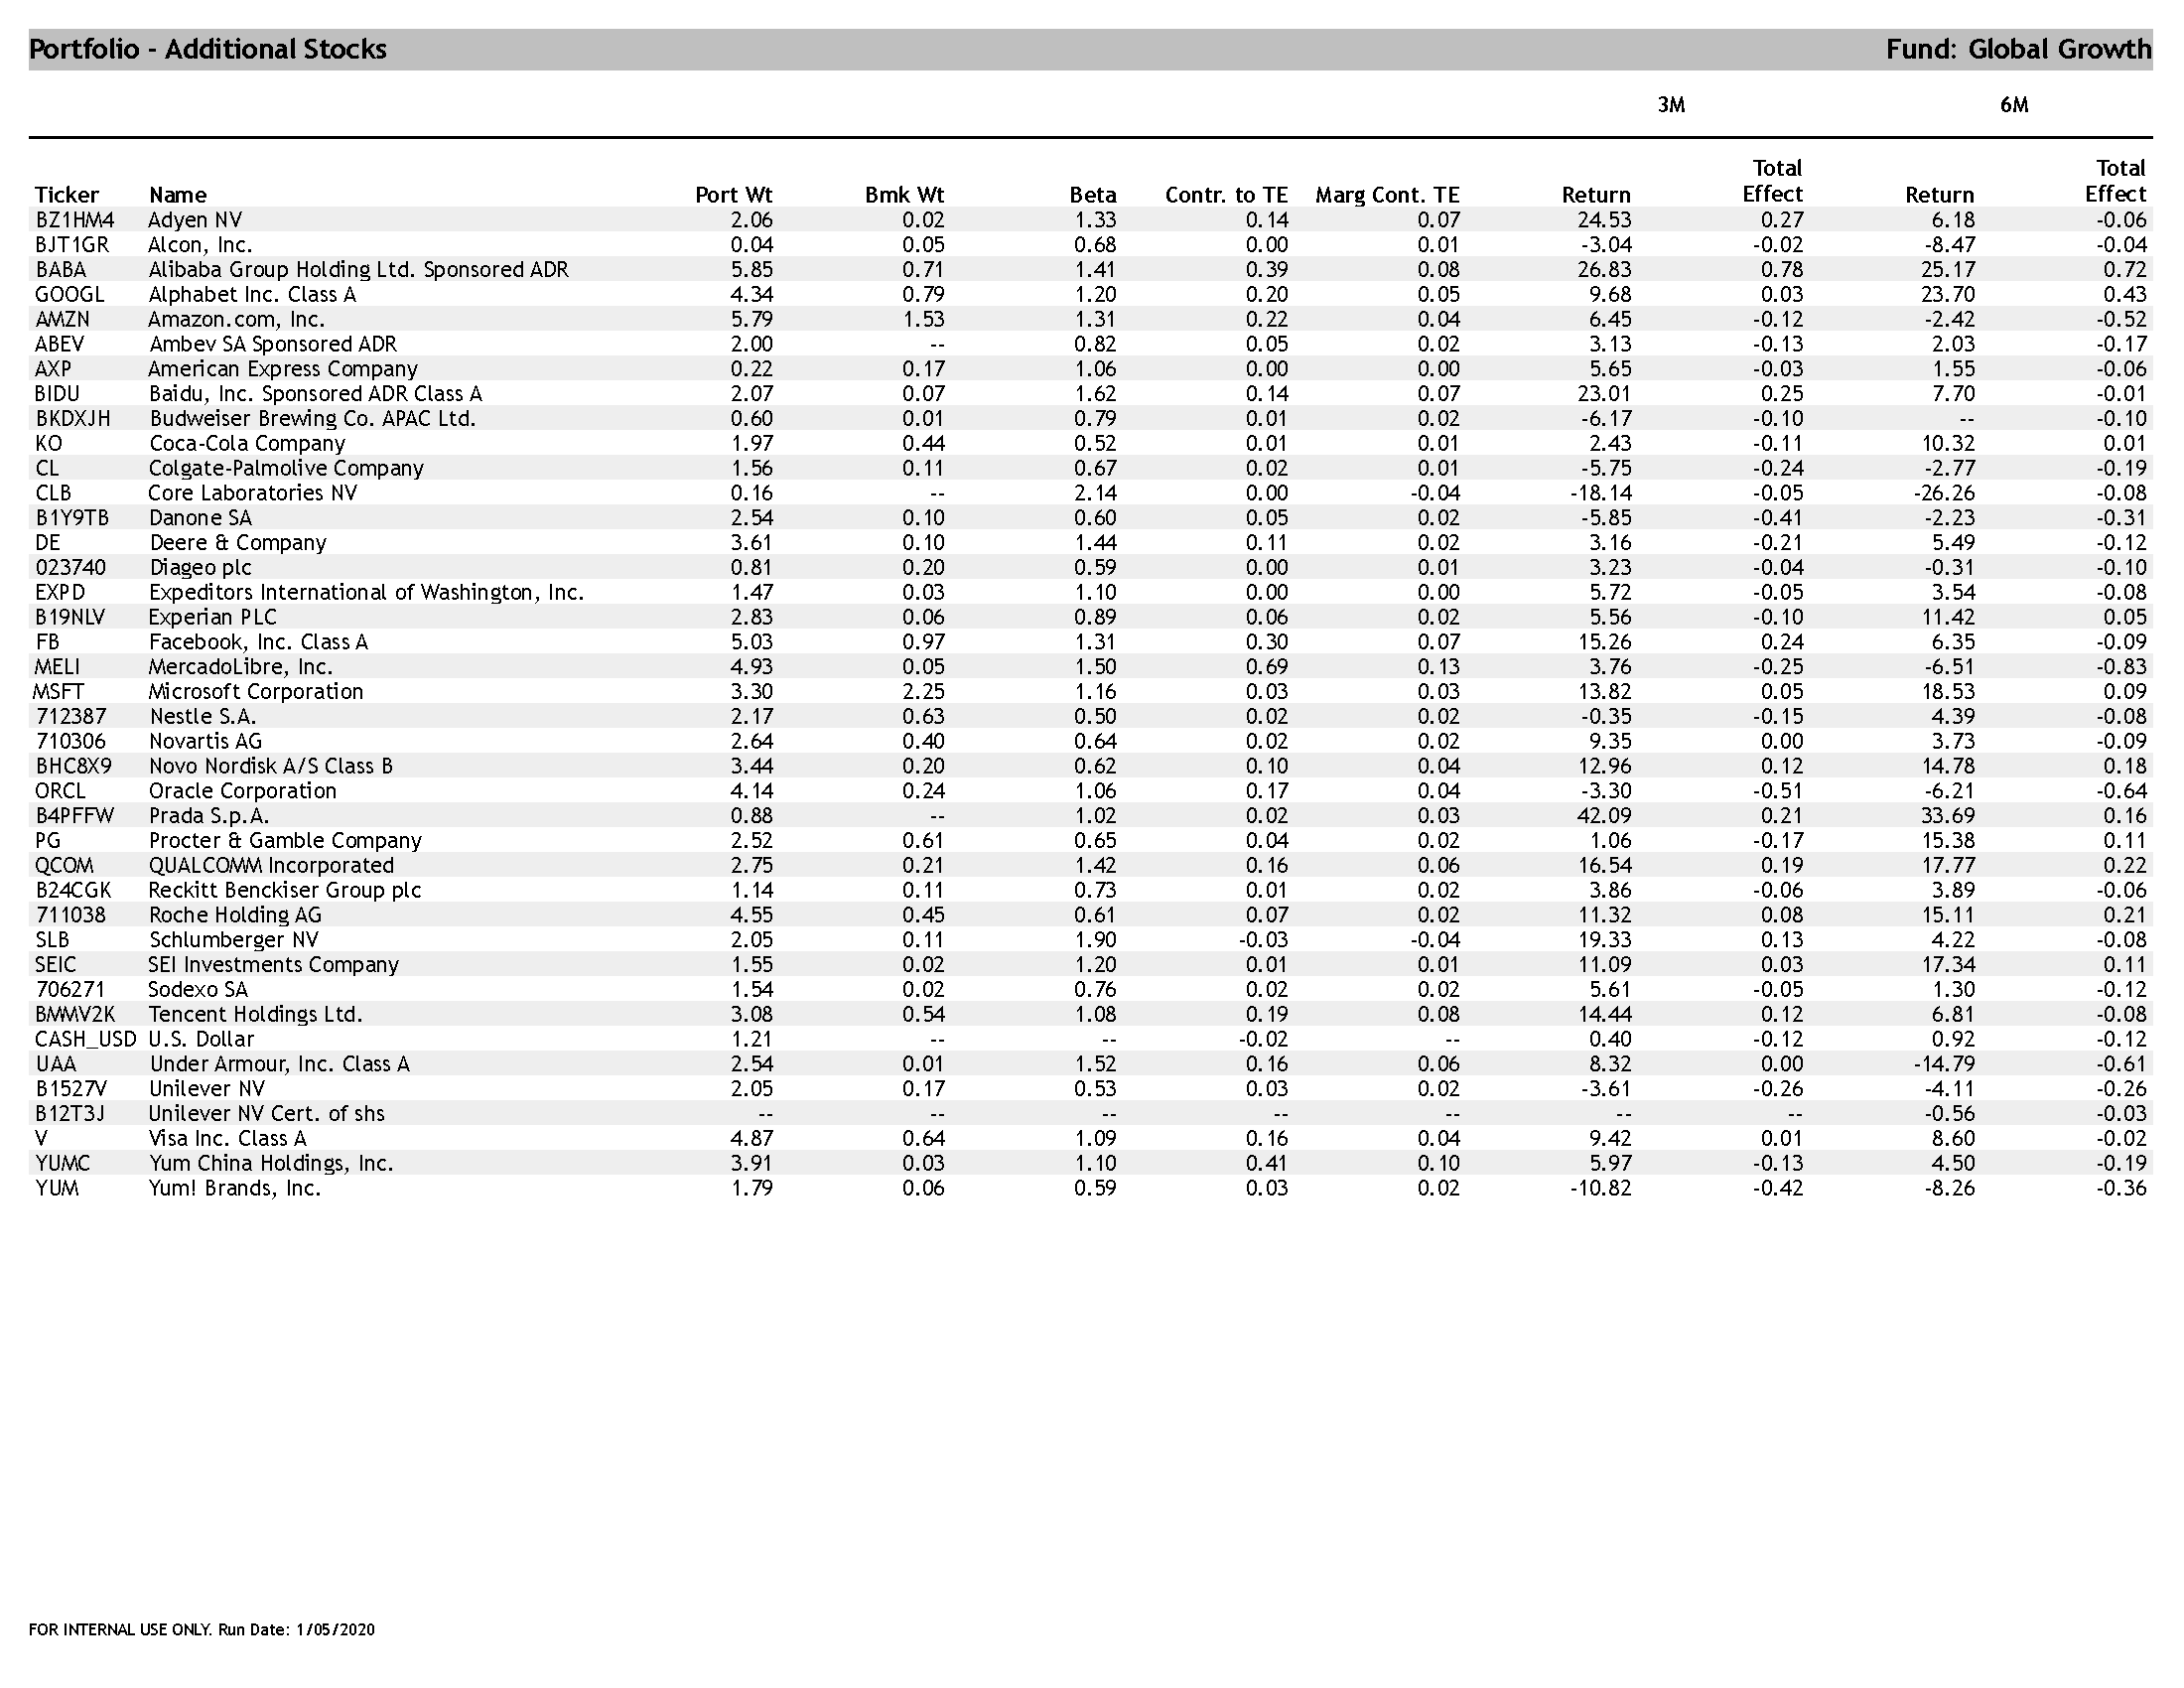 Portfolio - Additional Stocks Fund: Global Growth
3M 6M
Total Total
Ticker Name Port Wt Bmk Wt Beta Contr. to TE Marg Cont. TE Return Effect Return Effect
BZ1HM4 Adyen NV 2.06 0.02 1.33 0.14 0.07 24.53 0.27 6.18 -0.06
BJT1GR Alcon, Inc. 0.04 0.05 0.68 0.00 0.01 -3.04 -0.02 -8.47 -0.04
BABA Alibaba Group Holding Ltd. Sponsored ADR 5.85 0.71 1.41 0.39 0.08 26.83 0.78 25.17 0.72
GOOGL Alphabet Inc. Class A 4.34 0.79 1.20 0.20 0.05 9.68 0.03 23.70 0.43
AMZN Amazon.com, Inc. 5.79 1.53 1.31 0.22 0.04 6.45 -0.12 -2.42 -0.52
ABEV Ambev SA Sponsored ADR 2.00 -- 0.82 0.05 0.02 3.13 -0.13 2.03 -0.17
AXP American Express Company 0.22 0.17 1.06 0.00 0.00 5.65 -0.03 1.55 -0.06
BIDU Baidu, Inc. Sponsored ADR Class A 2.07 0.07 1.62 0.14 0.07 23.01 0.25 7.70 -0.01
BKDXJH Budweiser Brewing Co. APAC Ltd. 0.60 0.01 0.79 0.01 0.02 -6.17 -0.10 -- -0.10
KO Coca-Cola Company 1.97 0.44 0.52 0.01 0.01 2.43 -0.11 10.32 0.01
CL Colgate-Palmolive Company 1.56 0.11 0.67 0.02 0.01 -5.75 -0.24 -2.77 -0.19
CLB Core Laboratories NV 0.16 -- 2.14 0.00 -0.04 -18.14 -0.05 -26.26 -0.08
B1Y9TB Danone SA 2.54 0.10 0.60 0.05 0.02 -5.85 -0.41 -2.23 -0.31
DE Deere & Company 3.61 0.10 1.44 0.11 0.02 3.16 -0.21 5.49 -0.12
023740 Diageo plc 0.81 0.20 0.59 0.00 0.01 3.23 -0.04 -0.31 -0.10
EXPD Expeditors International of Washington, Inc. 1.47 0.03 1.10 0.00 0.00 5.72 -0.05 3.54 -0.08
B19NLV Experian PLC 2.83 0.06 0.89 0.06 0.02 5.56 -0.10 11.42 0.05
FB Facebook, Inc. Class A 5.03 0.97 1.31 0.30 0.07 15.26 0.24 6.35 -0.09
MELI MercadoLibre, Inc. 4.93 0.05 1.50 0.69 0.13 3.76 -0.25 -6.51 -0.83
MSFT Microsoft Corporation 3.30 2.25 1.16 0.03 0.03 13.82 0.05 18.53 0.09
712387 Nestle S.A. 2.17 0.63 0.50 0.02 0.02 -0.35 -0.15 4.39 -0.08
710306 Novartis AG 2.64 0.40 0.64 0.02 0.02 9.35 0.00 3.73 -0.09
BHC8X9 Novo Nordisk A/S Class B 3.44 0.20 0.62 0.10 0.04 12.96 0.12 14.78 0.18
ORCL Oracle Corporation 4.14 0.24 1.06 0.17 0.04 -3.30 -0.51 -6.21 -0.64
B4PFFW Prada S.p.A. 0.88 -- 1.02 0.02 0.03 42.09 0.21 33.69 0.16
PG Procter & Gamble Company 2.52 0.61 0.65 0.04 0.02 1.06 -0.17 15.38 0.11
QCOM QUALCOMM Incorporated 2.75 0.21 1.42 0.16 0.06 16.54 0.19 17.77 0.22
B24CGK Reckitt Benckiser Group plc 1.14 0.11 0.73 0.01 0.02 3.86 -0.06 3.89 -0.06
711038 Roche Holding AG 4.55 0.45 0.61 0.07 0.02 11.32 0.08 15.11 0.21
SLB Schlumberger NV 2.05 0.11 1.90 -0.03 -0.04 19.33 0.13 4.22 -0.08
SEIC SEI Investments Company 1.55 0.02 1.20 0.01 0.01 11.09 0.03 17.34 0.11
706271 Sodexo SA 1.54 0.02 0.76 0.02 0.02 5.61 -0.05 1.30 -0.12
BMMV2K Tencent Holdings Ltd. 3.08 0.54 1.08 0.19 0.08 14.44 0.12 6.81 -0.08
CASH_USD U.S. Dollar 1.21 -- -- -0.02 -- 0.40 -0.12 0.92 -0.12
UAA Under Armour, Inc. Class A 2.54 0.01 1.52 0.16 0.06 8.32 0.00 -14.79 -0.61
B1527V Unilever NV 2.05 0.17 0.53 0.03 0.02 -3.61 -0.26 -4.11 -0.26
B12T3J Unilever NV Cert. of shs -- -- -- -- -- -- -- -0.56 -0.03
V Visa Inc. Class A 4.87 0.64 1.09 0.16 0.04 9.42 0.01 8.60 -0.02
YUMC Yum China Holdings, Inc. 3.91 0.03 1.10 0.41 0.10 5.97 -0.13 4.50 -0.19
YUM Yum! Brands, Inc. 1.79 0.06 0.59 0.03 0.02 -10.82 -0.42 -8.26 -0.36
FOR INTERNAL USE ONLY. Run Date: 1/05/2020